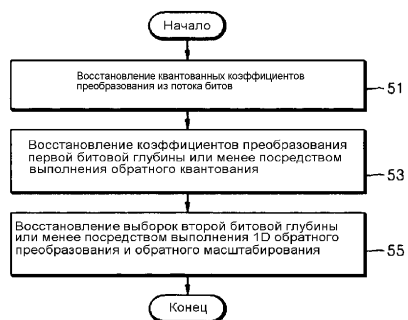 Начало
Восстановление квантованных коэффициентов
преобразования из потока битов
51
Восстановление коэффициентов преобразования
первой битовой глубины или менее посредством
выполнения обратного квантования
53
Восстановление выборок второй битовой глубины
или менее посредством выполнения 1D обратного
преобразования и обратного масштабирования
55
Конец